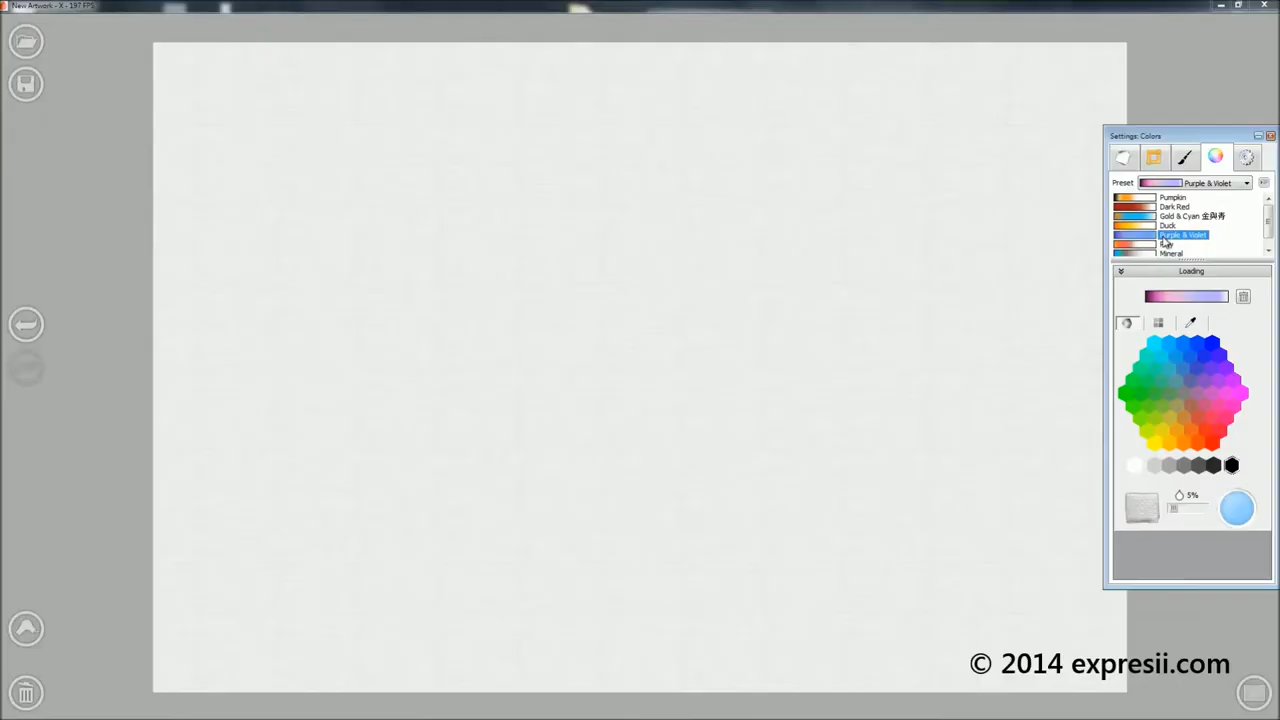 New Artwork - X - 197 FPS
Settings: Colors
Preset
Purple & Violet
Pumpkin
Dark Red
Gold & Cyan 金與青
Duck
Purple & Violet
Mineral
Loading
5%
© 2014 expresii.com